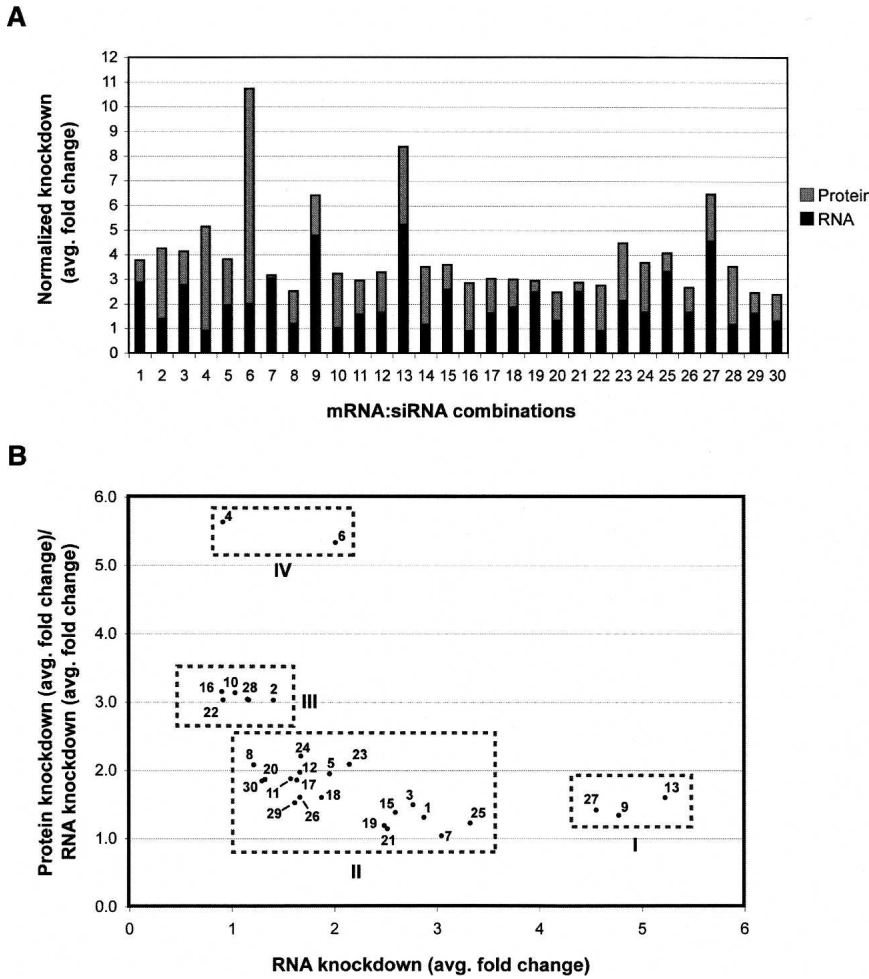 A
Normalized knockdown
(avg. fold change)
12
11
10
9
8
7
6
5
4
3
2
1
0
Protein
RNA
1 2 3 4 5 6 7 8 9 10 11 12 13 14 15 16 17 18 19 20 21 22 23 24 25 26 27 28 29 30
mRNA:siRNA combinations
B
Protein knockdown (avg. fold change)/
RNA knockdown (avg. fold change)
6.0
4
6
5.0
IV
4.0
16 10 28 2
3.0
III
22
24 23
8 12 5
20
2.0
30 11 17
3
29 26 18 15 1 25
27 9 13
19
21 7
1.0
II
I
0.0
0 1 2 3 4 5 6
RNA knockdown (avg. fold change)